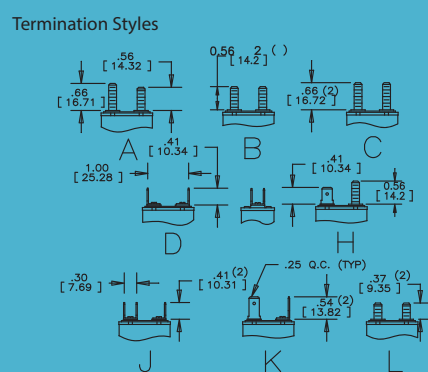 Termination Styles
.56
[ 14.32 ]
.66
[ 16.71 ]
A
0.56 2 ( )
[ 14.2 ]
B
.66 (2)
[ 16.72 ]
C
1.00
[ 25.28 ]
.41
[ 10.34 ]
D
.41
[ 10.34 ]
0.56
[ 14.2 ]
H
.30
[ 7.69 ]
.41 (2)
[ 10.31 ]
J
.25 Q.C. (TYP)
.54 (2)
[ 13.82 ]
K
.37 (2)
[ 9.35 ]
L